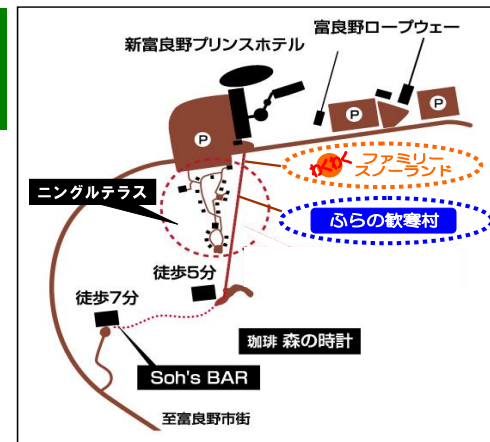 富良野ロープウェー
新富良野プリンスホテル
P
P
P
わくわく
ファミリー
スノーランド
ニングルテラス
ふらの歓寒村
徒歩5分
徒歩7分
珈琲 森の時計
Soh's BAR
至富良野市街